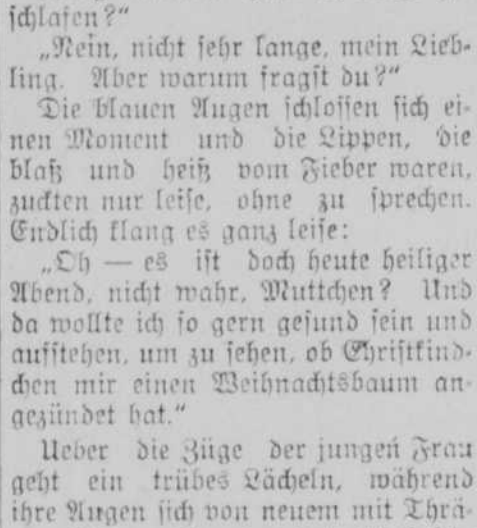 schlafen?“
„Nein, nicht sehr lange, mein Lieb-
ling. Aber warum fragst du?“
Die blauen Augen schlossen sich ei-
nen Moment und die Lippen, die
blaß und heiß vom Fieber waren,
zuckten nur leise, ohne zu sprechen.
Endlich klang es ganz leise:
„Oh — es ist doch heute heiliger
Abend, nicht wahr, Muttchen? Und
da wollte ich so gern gesund sein und
aufstehen, um zu sehen, ob Christkind-
chen mir einen Weihnachtsbaum an-
gezündet hat.“
Ueber die Züge der jungen Frau
geht ein trübes Lächeln, während
ihre Augen sich von neuem mit Thrä-